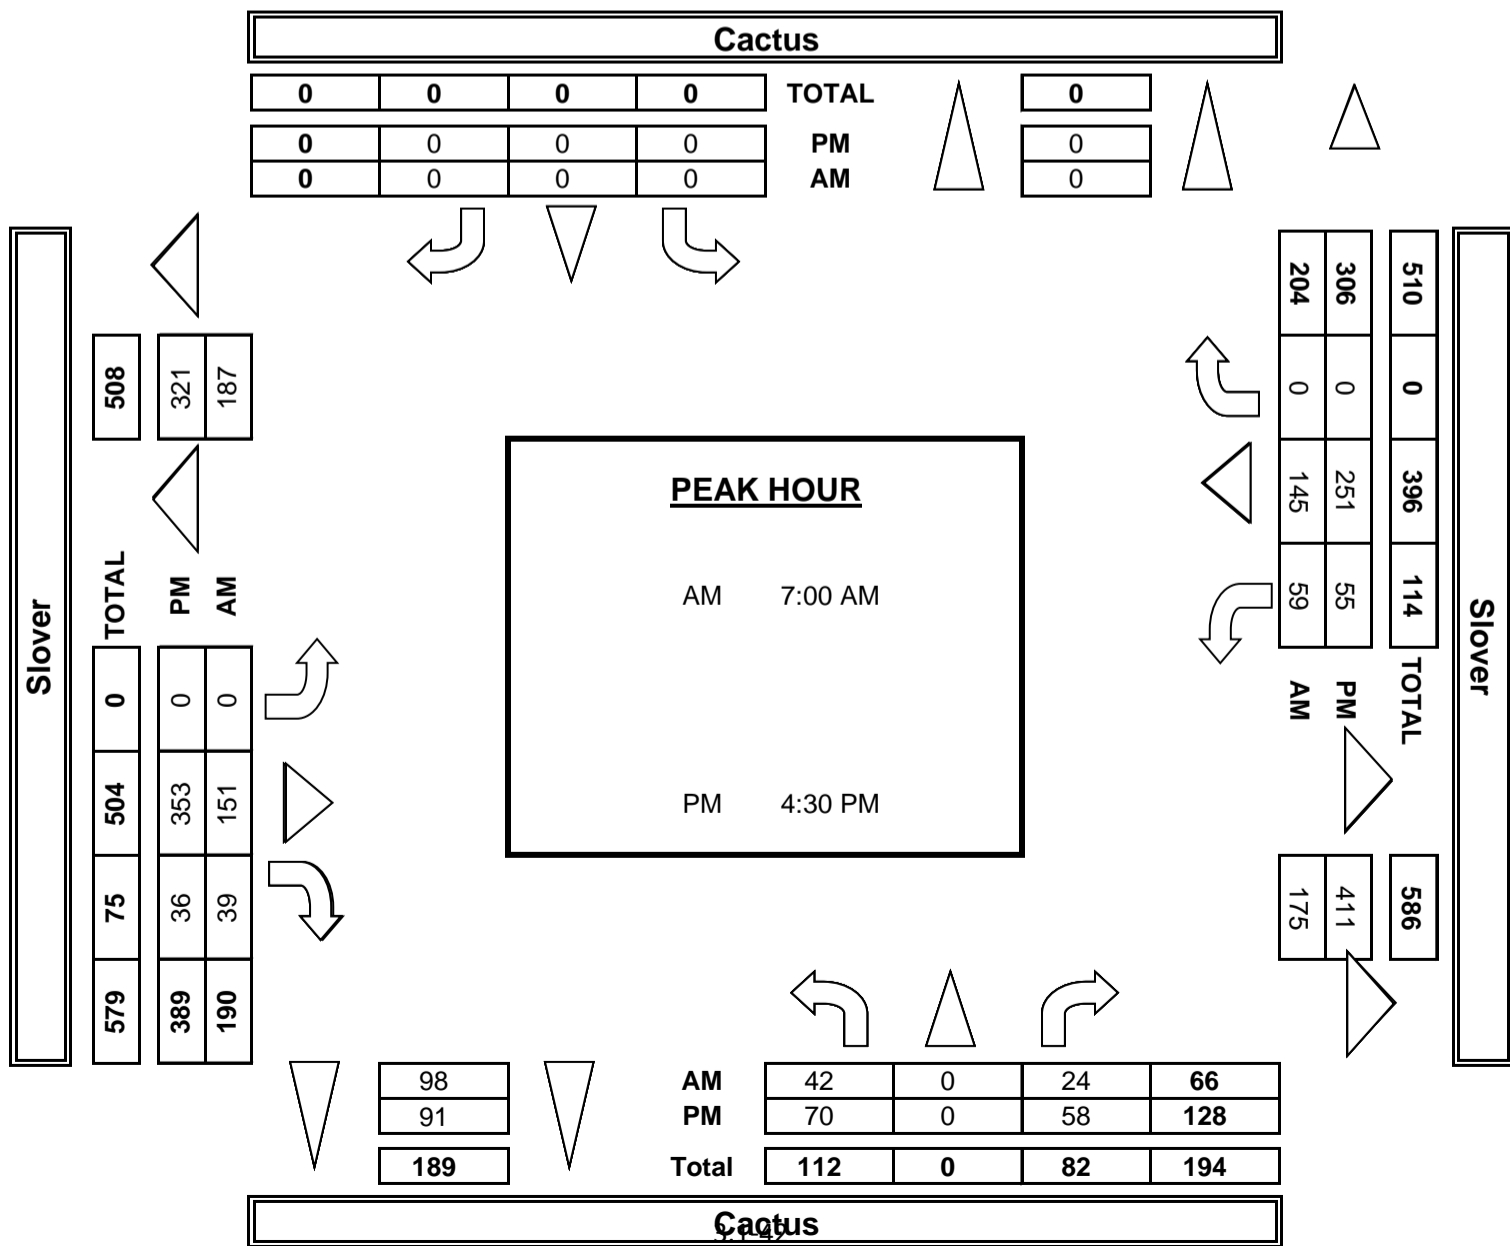 Cactus
0 0 0 0 TOTAL 0
0 0 0 0 PM 0
0 0 0 0 AM 0
Slover
508 321 187
TOTAL PM AM
0 0 0
504 353 151
75 36 39
579 389 190
PEAK HOUR
AM 7:00 AM
PM 4:30 PM
204 306 510
0 0 0
145 251 396
59 55 114
AM PM TOTAL
175 411 586
Slover
98 AM 42 0 24 66
91 PM 70 0 58 128
189 Total 112 0 82 194
Cactus